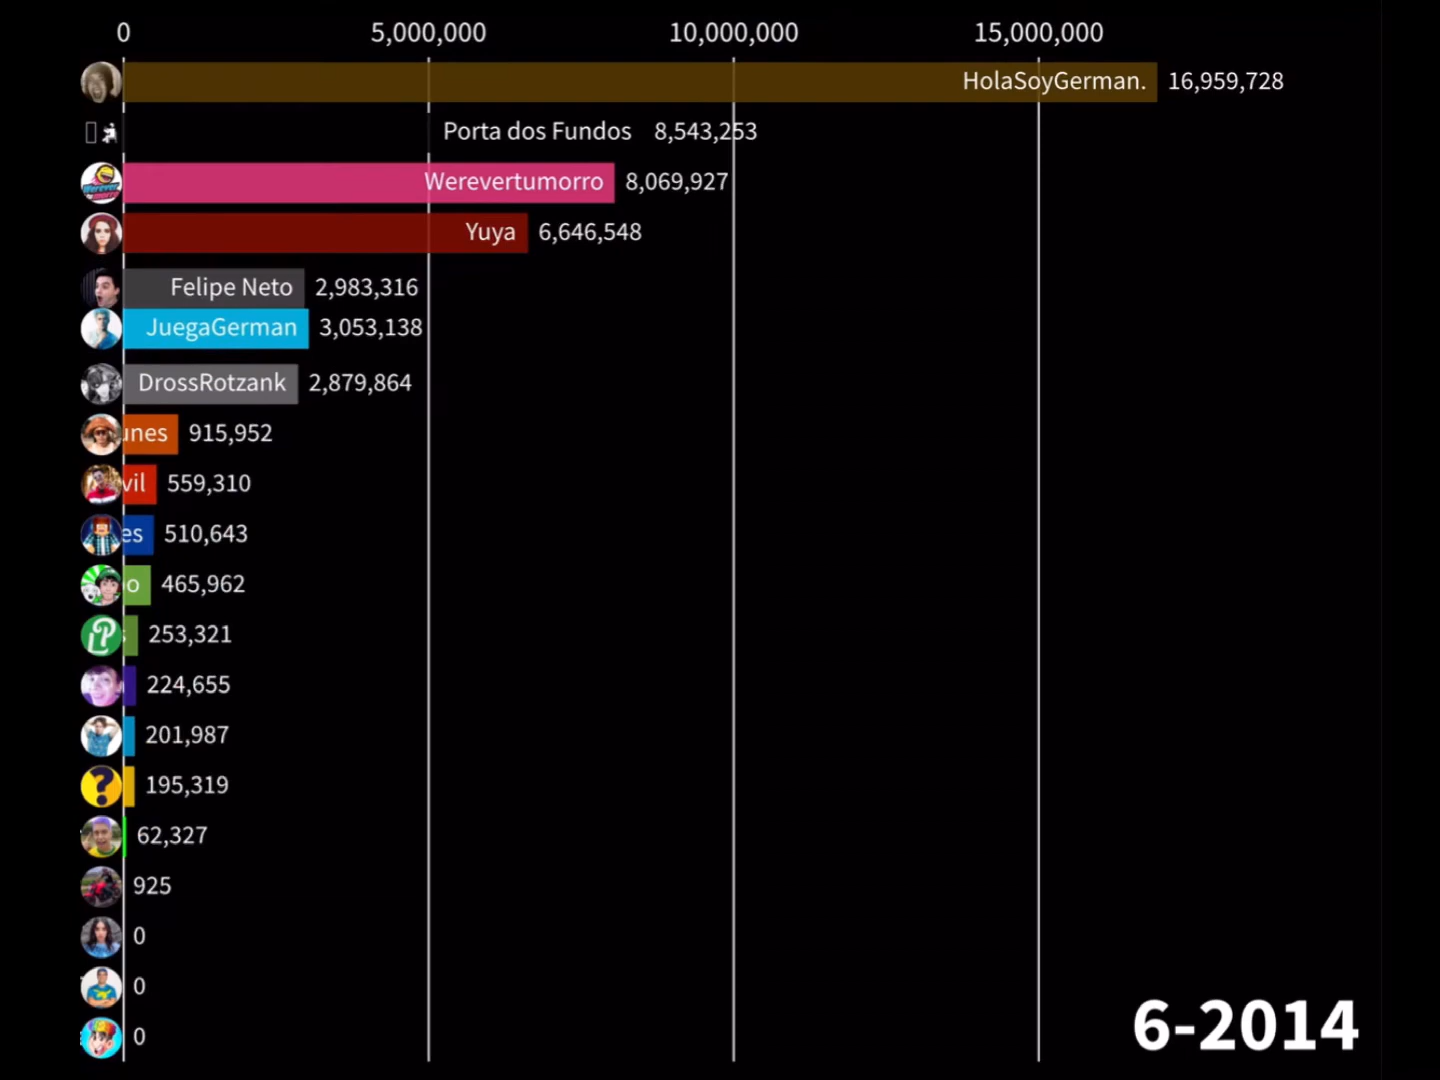 0 5,000,000 10,000,000 15,000,000
HolaSoyGerman. 16,959,728
Porta dos Fundos 8,543,253
Werevertumorro 8,069,927
Yuya 6,646,548
Felipe Neto 2,983,316
JuegaGerman 3,053,138
DrossRotzank 2,879,864
unes 915,952
vil 559,310
es 510,643
o 465,962
253,321
224,655
201,987
? 195,319
62,327
925
0
0
0
6-2014